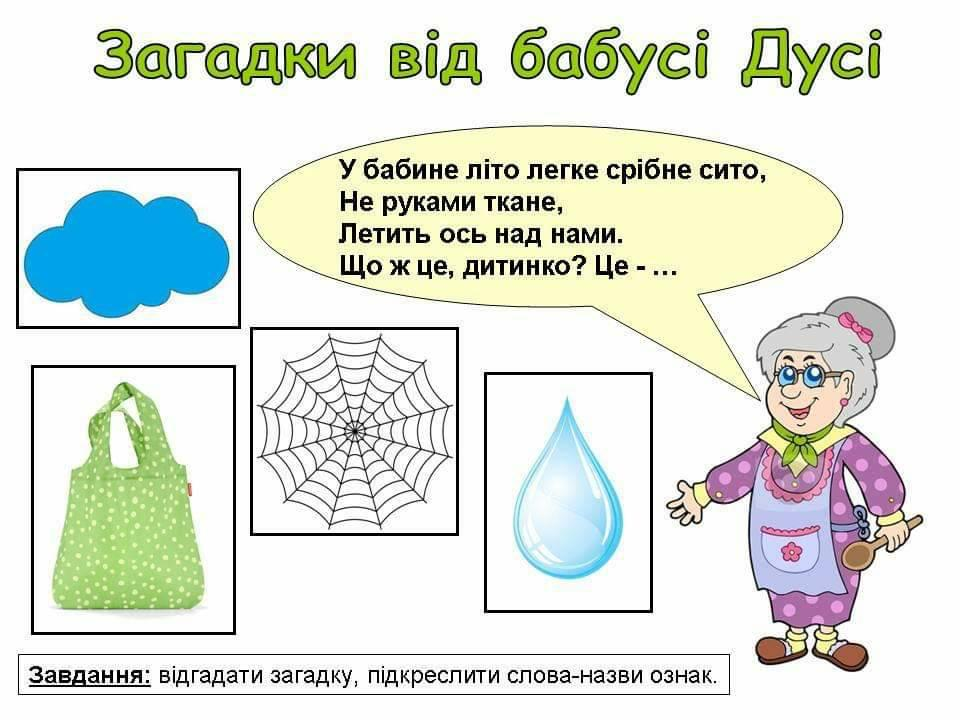 Загадки від бабусі Дусі
У бабине літо легке срібне сито,
Не руками ткане,
Летить ось над нами.
Що ж це, дитинко? Це - …
Завдання: відгадати загадку, підкреслити слова-назви ознак.